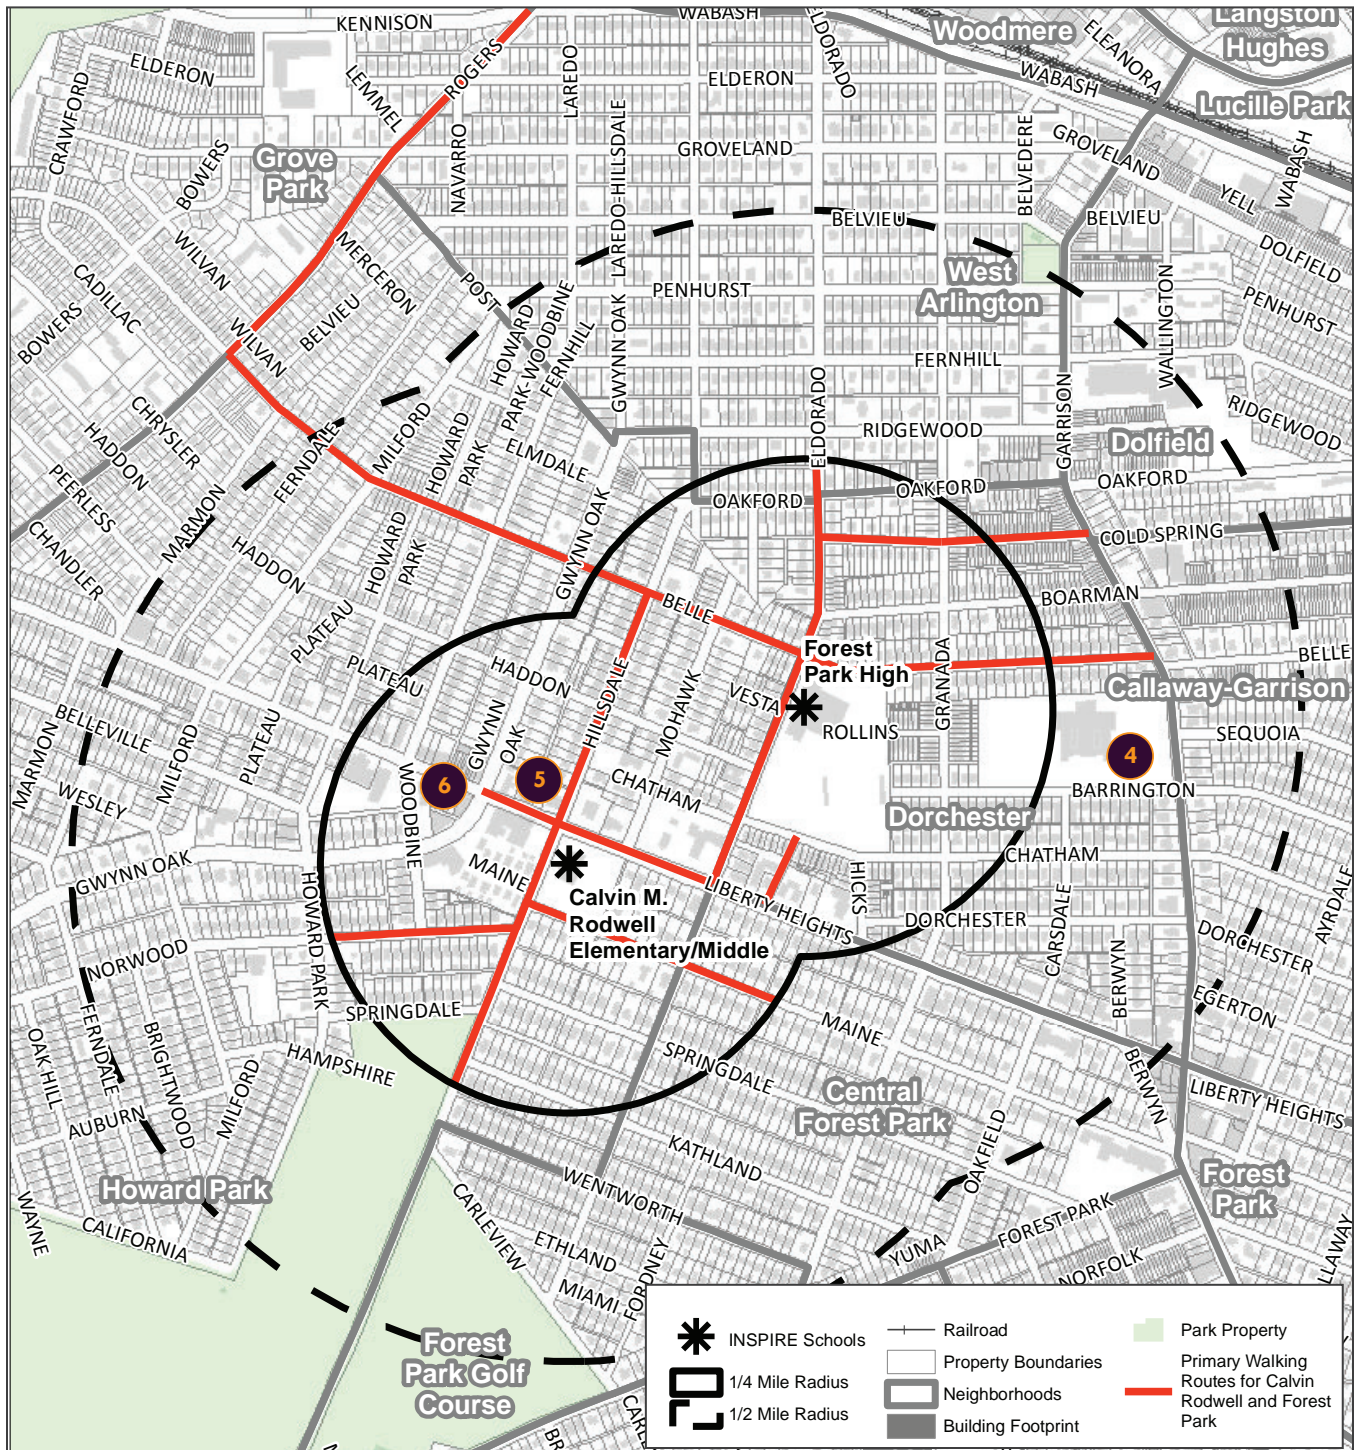 KENNISON
WABASH
ELDORADO
Woodmere
ELEANORA
Langston
Hughes
ELDERON
LEMMEL
ROGERS
LAREDO
ELDERON
WABASH
Lucille Park
CRAWFORD
Grove
Park
BOWERS
NAVARRO
LAREDO-HILLSDALE
GROVELAND
BELVEDERE
GROVELAND
YELL
WABASH
WILVAN
MERCERON
BELVIEU
BELVIEU
DOLFIELD
CADILLAC
BOWERS
WILVAN
BELVIEU
POST
HOWARD
PARK-WOODBINE
FERNHILL
GWYNN OAK
PENHURST
West
Arlington
WALLINGTON
PENHURST
FERNHILL
GARRISON
RIDGEWOOD
CHRYSLER
HADDON
PEERLESS
CHANDLER
MARMON
FERNDALE
MILFORD
HOWARD
PARK
ELMDALE
ELDORADO
RIDGEWOOD
Dolfield
OAKFORD
OAKFORD
OAKFORD
COLD SPRING
HADDON
HOWARD
PARK
GWYNN OAK
BOARMAN
BELLE
BELLE
PLATEAU
PLATEAU
HADDON
HILLSDALE
MOHAWK
VESTA
Forest
Park High
GRANADA
ROLLINS
Callaway-Garrison
SEQUOIA
MARMON
BELLEVILLE
WESLEY
MILFORD
PLATEAU
WOODBINE
GWYNN
OAK
6
5
4
CHATHAM
BARRINGTON
Dorchester
CHATHAM
GWYNN OAK
MAINE
HOWARD PARK
Calvin M.
Rodwell
Elementary/Middle
LIBERTY HEIGHTS
HICKS
DORCHESTER
CARSDALE
BERWYN
DORCHESTER
AYRDALE
EGERTON
NORWOOD
SPRINGDALE
HAMPSHIRE
OAK HILL
FERNDALE
BRIGHTWOOD
MILFORD
AUBURN
MAINE
SPRINGDALE
Central
Forest Park
BERWYN
LIBERTY HEIGHTS
OAKFIELD
KATHLAND
WENTWORTH
Howard Park
WAYNE
CALIFORNIA
CARLEVIEW
ETHLAND
MIAMI
FORDNEY
YUMA
FOREST PARK
NORFOLK
Forest
Park
LLAWAY
Forest
Park Golf
Course
INSPIRE Schools
1/4 Mile Radius
1/2 Mile Radius
Railroad
Property Boundaries
Neighborhoods
Building Footprint
Park Property
Primary Walking
Routes for Calvin
Rodwell and Forest
Park